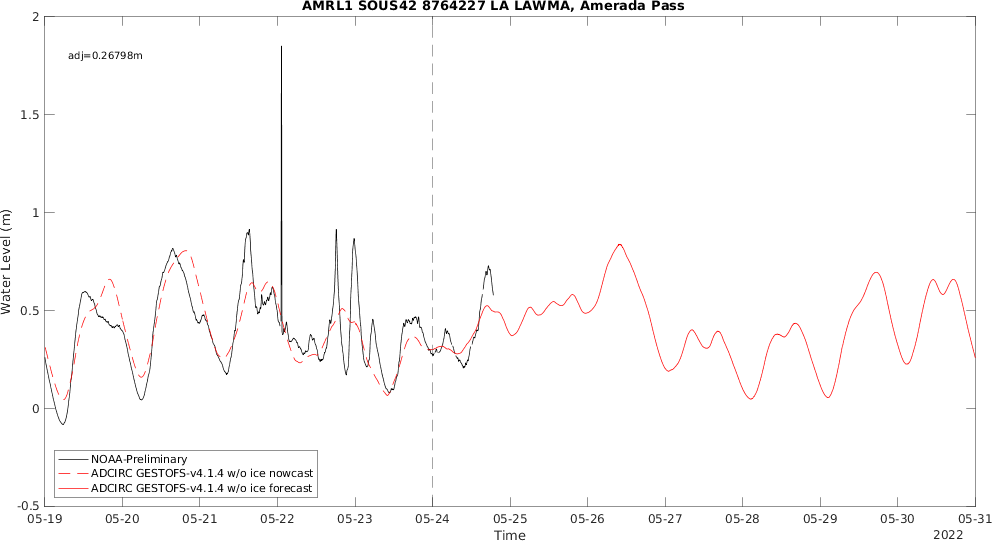 AMRL1 SOUS42 8764227 LA LAWMA, Amerada Pass
adj=0.26798m
Water Level (m)
2
1.5
1
0.5
0
-0.5
NOAA-Preliminary
ADCIRC GESTOFS-v4.1.4 w/o ice nowcast
ADCIRC GESTOFS-v4.1.4 w/o ice forecast
05-19 05-20 05-21 05-22 05-23 05-24 05-25 05-26 05-27 05-28 05-29 05-30 05-31
Time
2022